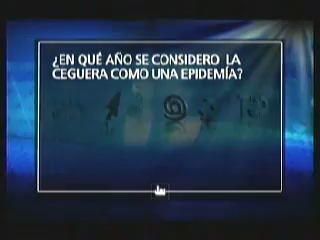 ¿EN QUÉ AÑO SE CONSIDERO LA
CEGUERA COMO UNA EPIDEMÍA?